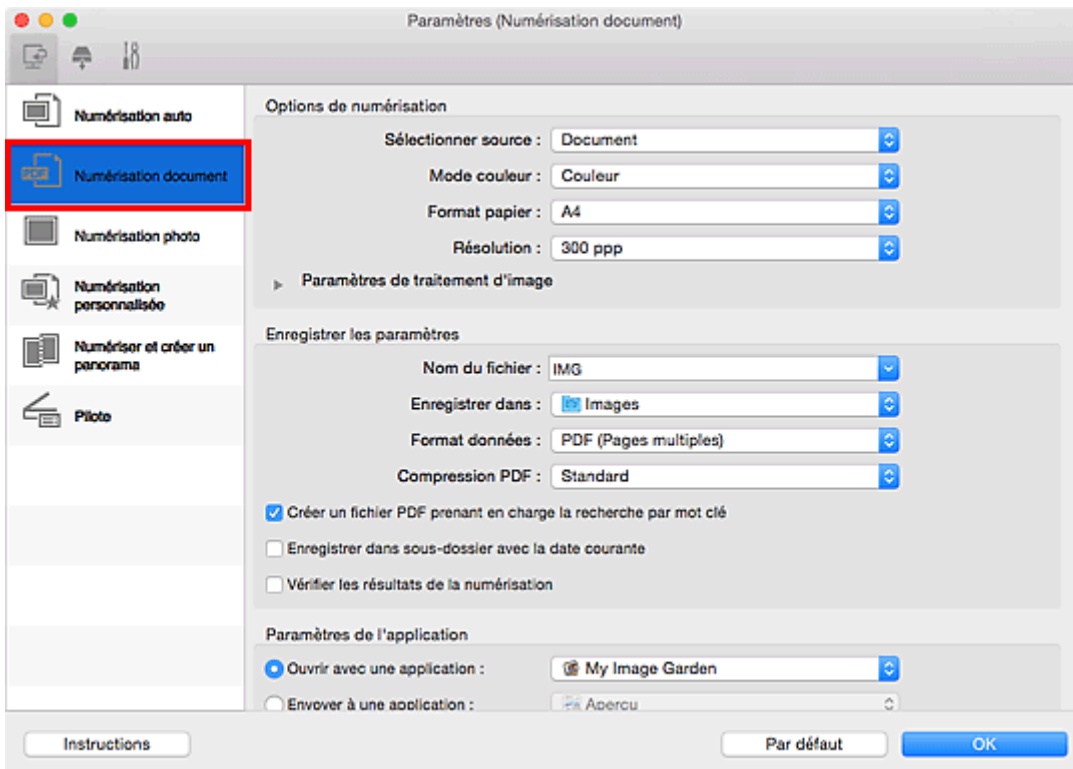 Paramètres (Numérisation document)
Numérisation auto
PDF
Numérisation document
Numérisation photo
Numérisation
personnalisée
Numériser et créer un
panorama
Pilote
Options de numérisation
Sélectionner source : Document
Mode couleur : Couleur
Format papier : A4
Résolution : 300 ppp
Paramètres de traitement d'image
Enregistrer les paramètres
Nom du fichier : IMG
Enregistrer dans : Images
Format données : PDF (Pages multiples)
Compression PDF : Standard
Créer un fichier PDF prenant en charge la recherche par mot clé
Enregistrer dans sous-dossier avec la date courante
Vérifier les résultats de la numérisation
Paramètres de l'application
Ouvrir avec une application : My Image Garden
Envoyer à une application : Aperçu
Instructions
Par défaut
OK